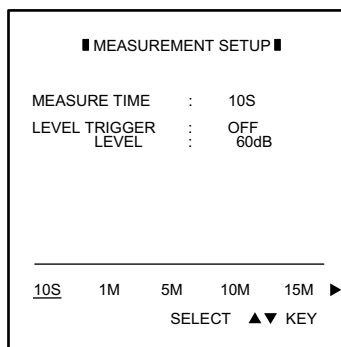 ▮MEASUREMENT SETUP▮
MEASURE TIME : 10S
LEVEL TRIGGER : OFF
LEVEL : 60dB
10S 1M 5M 10M 15M ▶
SELECT ▲▼ KEY